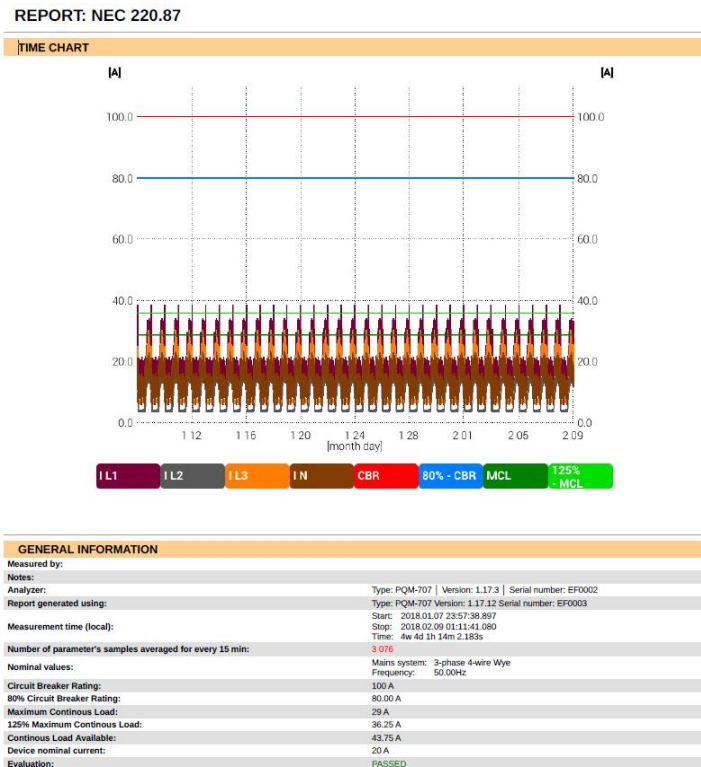 REPORT: NEC 220.87
TIME CHART
[A] [A]
100.0 100.0
80.0 80.0
60.0 60.0
40.0 40.0
20.0 20.0
0.0 0.0
1 12 1 16 1 20 1 24 1 28 2 01 2 05 2 09
[month day]
I L1 I L2 I L3 I N CBR 80% - CBR MCL 125% - MCL
GENERAL INFORMATION
Measured by:
Notes:
Analyzer: Type: PQM-707 | Version: 1.17.3 | Serial number: EF0002
Report generated using: Type: PQM-707 Version: 1.17.12 Serial number: EF0003
Measurement time (local): Start: 2018.01.07 23:57:38.897
Stop: 2018.02.09 01:11:41.080
Time: 4w 4d 1h 14m 2.183s
Number of parameter's samples averaged for every 15 min: 3 076
Nominal values: Mains system: 3-phase 4-wire Wye
Frequency: 50.00Hz
Circuit Breaker Rating: 100 A
80% Circuit Breaker Rating: 80.00 A
Maximum Continous Load: 29 A
125% Maximum Continous Load: 36.25 A
Continous Load Available: 43.75 A
Device nominal current: 20 A
Evaluation: PASSED